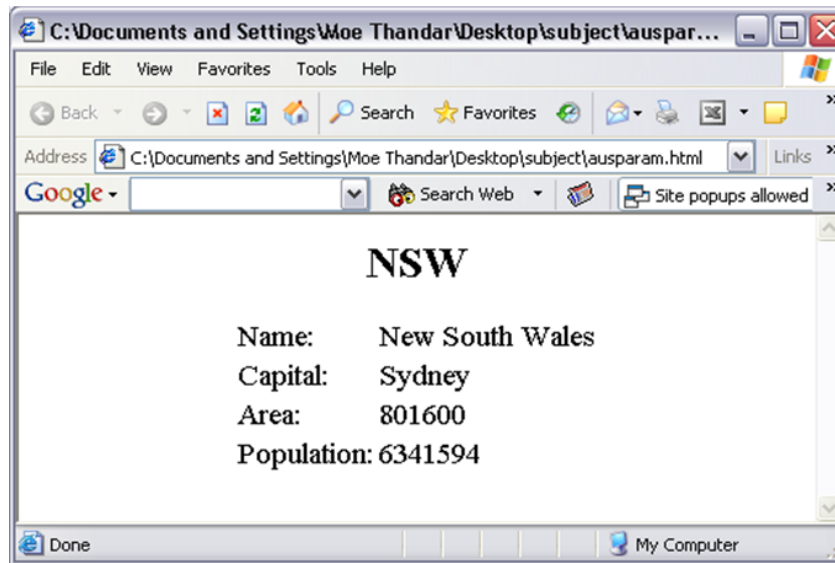 C:\Documents and Settings\Moe Thandar\Desktop\subject\auspar...
File Edit View Favorites Tools Help
Back Search Favorites
Address C:\Documents and Settings\Moe Thandar\Desktop\subject\ausparam.html Links
Google Search Web Site popups allowed
NSW
Name: New South Wales
Capital: Sydney
Area: 801600
Population: 6341594
Done My Computer